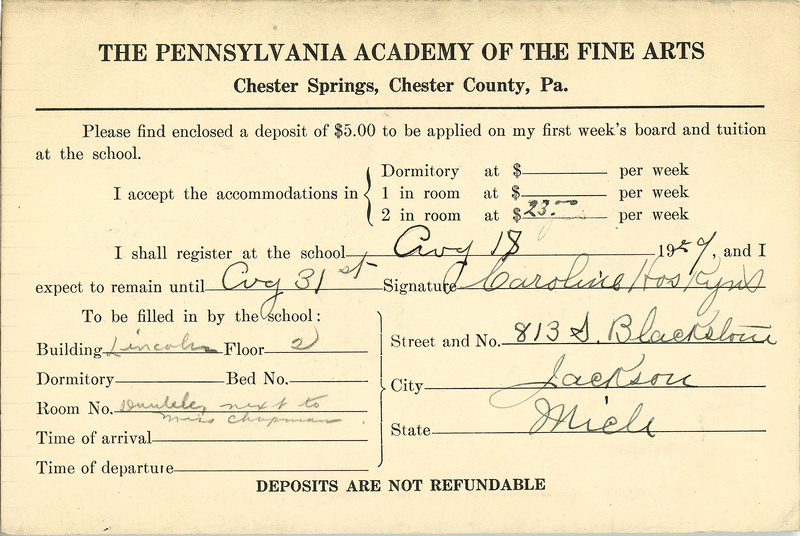 THE PENNSYLVANIA ACADEMY OF THE FINE ARTS
Chester Springs, Chester County, Pa.
Please find enclosed a deposit of $5.00 to be applied on my first week's board and tuition
at the school.
I accept the accommodations in
Dormitory at $ per week
1 in room at $ per week
2 in room at $ 23.00 per week
I shall register at the school Aug 18 1927, and I
expect to remain until Aug 31st Signature Caroline Hoskyns
To be filled in by the school:
Building Lincoln Floor 2
Dormitory Bed No.
Room No. Double, next to
Miss Chapman.
Time of arrival
Time of departure
Street and No. 813 S. Blackstone
City Jackson
State Mich
DEPOSITS ARE NOT REFUNDABLE